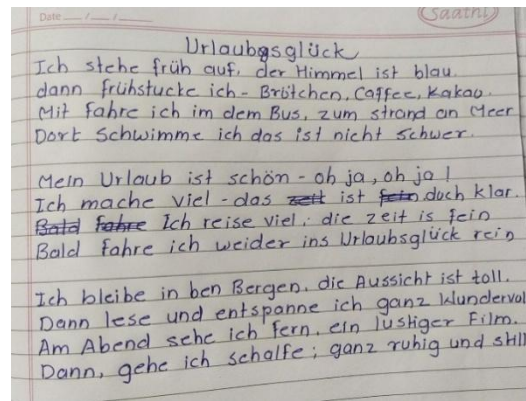 Date __/__/__
Saathi
Urlaubsglück
Ich stehe früh auf, der Himmel ist blau.
dann frühstucke ich - Brötchen, Caffee, Kakao.
Mit fahre ich im dem Bus, zum strand an Meer
Dort Schwimme ich das ist nicht schwer.
Mein Urlaub ist schön - oh ja, oh ja!
Ich mache viel - das zeit ist fein doch klar.
Bald fahre Ich reise viel; die zeit is fein
Bald fahre ich weider ins Urlaubsglück rein
Ich bleibe in ben Bergen, die Aussicht ist toll.
Dann lese und entspanne ich ganz Wundervol
Am Abend sehe ich fern, ein lustiger Film.
Dann, gehe ich schalfe; ganz ruhig und still